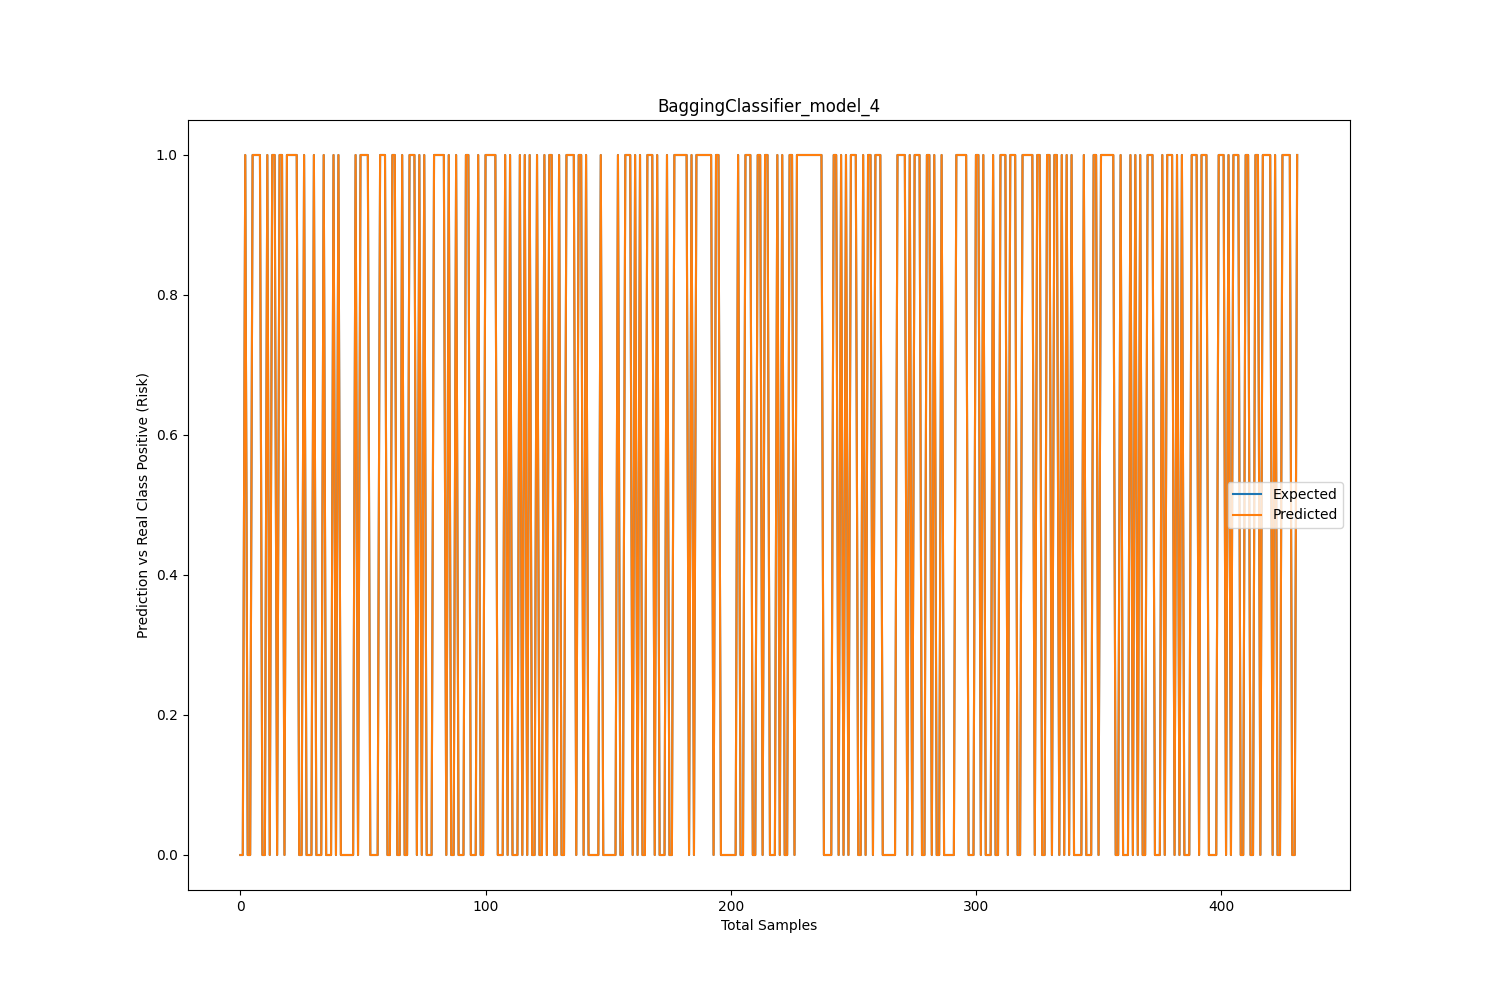 BaggingClassifier_model_4
Prediction vs Real Class Positive (Risk)
1.0
0.8
0.6
0.4
0.2
0.0
Expected
Predicted
0
100
200
300
400
Total Samples